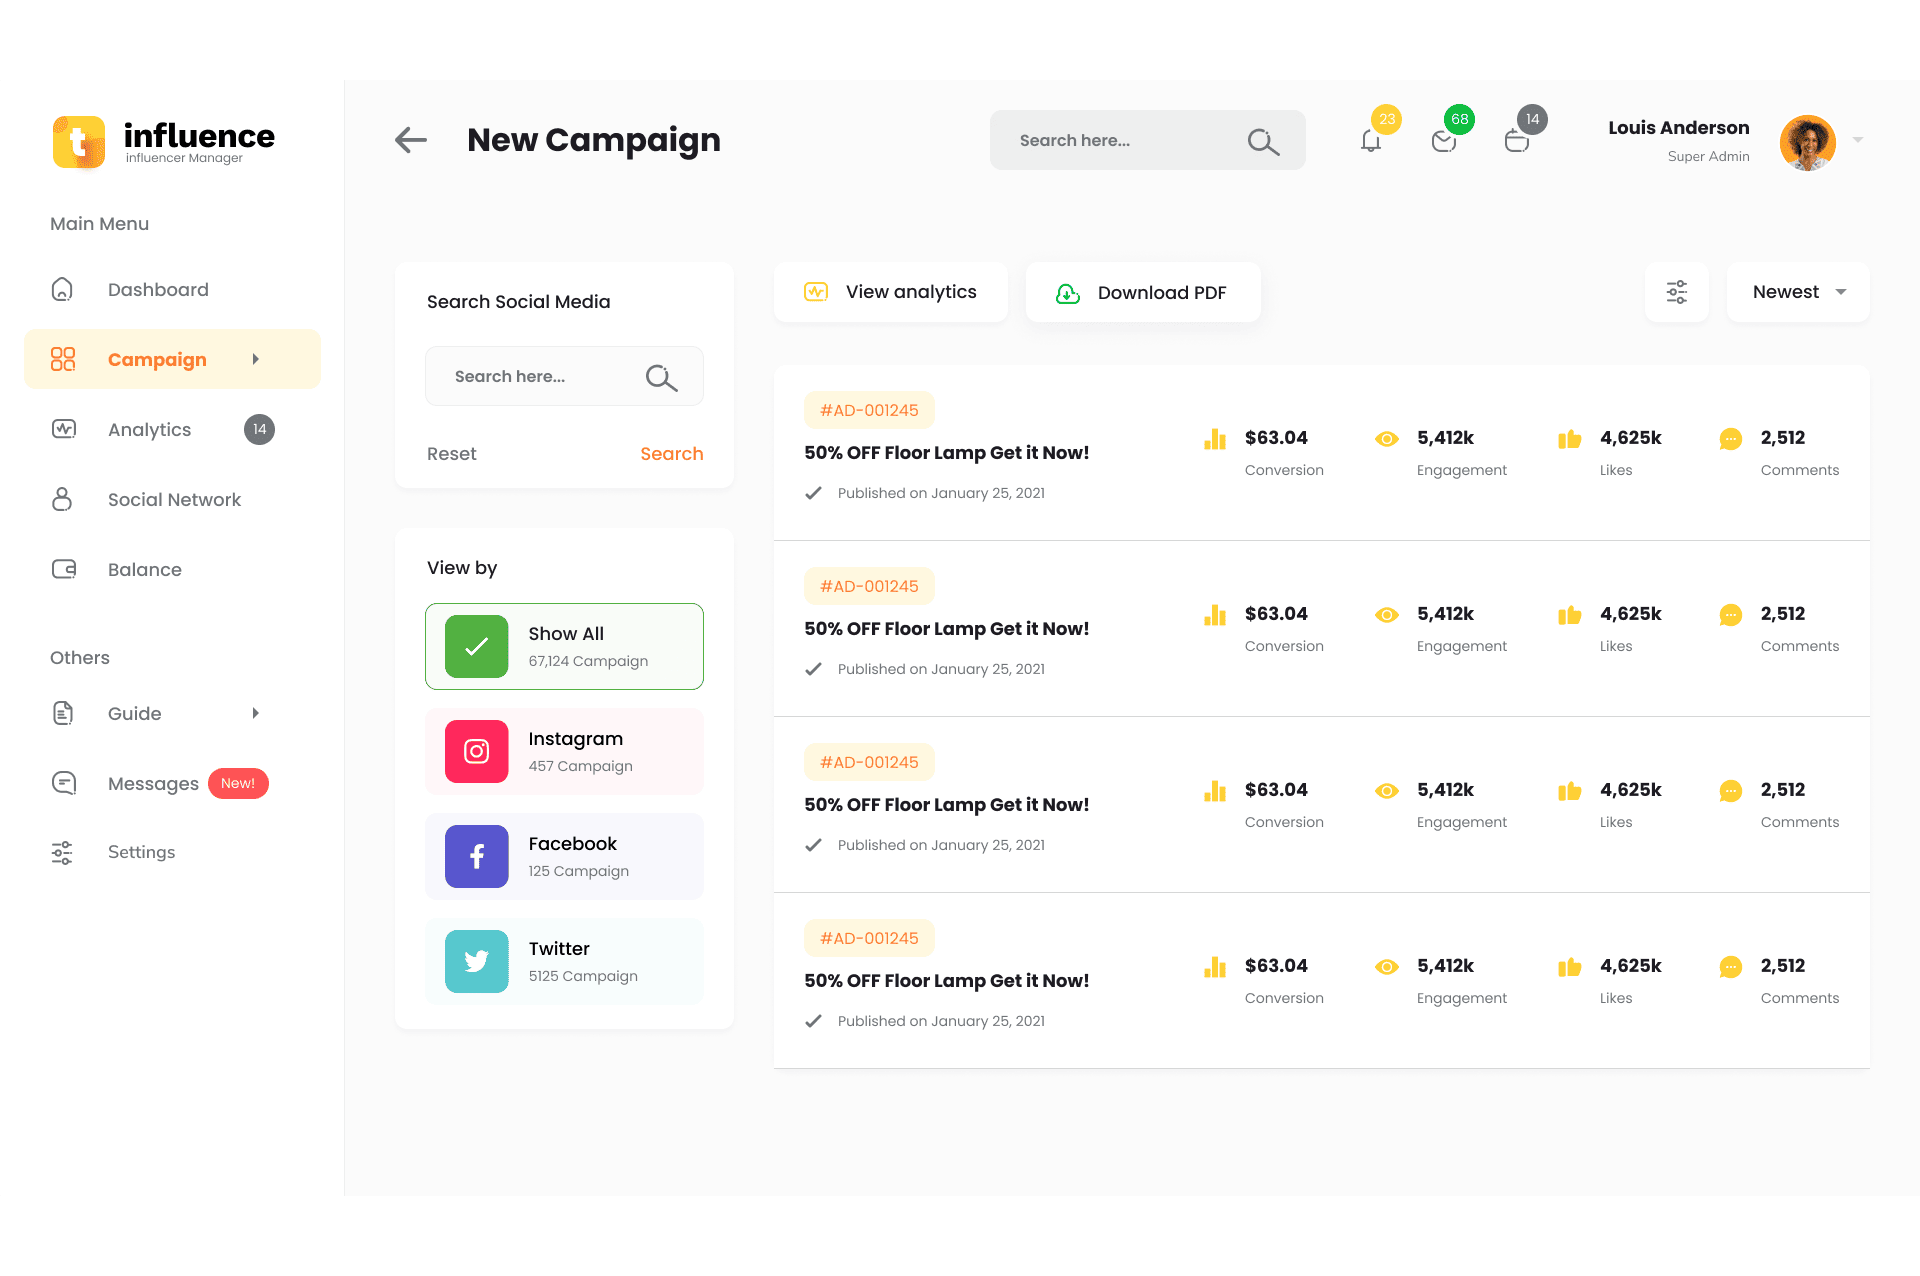 t
influence
influencer Manager
Main Menu
Dashboard
Campaign
Analytics 14
Social Network
Balance
Others
Guide
Messages New!
Settings
New Campaign
Search here...
23
68
14
Louis Anderson
Super Admin
Search Social Media
Search here...
Reset Search
View by
Show All
67,124 Campaign
Instagram
457 Campaign
Facebook
125 Campaign
Twitter
5125 Campaign
View analytics
Download PDF
Newest
#AD-001245
50% OFF Floor Lamp Get it Now!
Published on January 25, 2021
$63.04
Conversion
5,412k
Engagement
4,625k
Likes
2,512
Comments
#AD-001245
50% OFF Floor Lamp Get it Now!
Published on January 25, 2021
$63.04
Conversion
5,412k
Engagement
4,625k
Likes
2,512
Comments
#AD-001245
50% OFF Floor Lamp Get it Now!
Published on January 25, 2021
$63.04
Conversion
5,412k
Engagement
4,625k
Likes
2,512
Comments
#AD-001245
50% OFF Floor Lamp Get it Now!
Published on January 25, 2021
$63.04
Conversion
5,412k
Engagement
4,625k
Likes
2,512
Comments